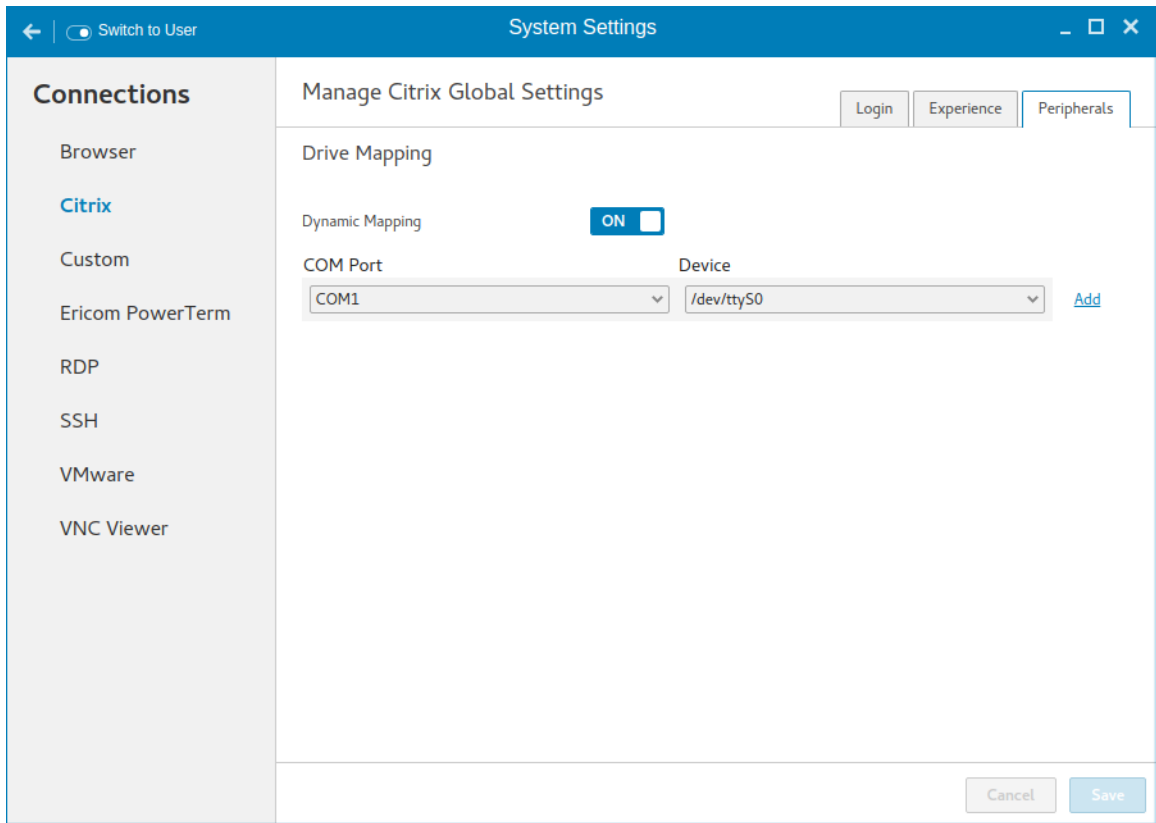 Switch to User
System Settings
Connections
Browser
Citrix
Custom
Ericom PowerTerm
RDP
SSH
VMware
VNC Viewer
Manage Citrix Global Settings
Login
Experience
Peripherals
Drive Mapping
Dynamic Mapping
ON
COM Port
Device
COM1
/dev/ttyS0
Add
Cancel
Save